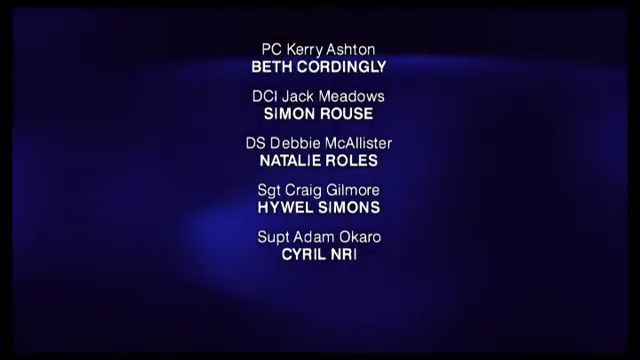 PC Kerry Ashton
BETH CORDINGLY
DCI Jack Meadows
SIMON ROUSE
DS Debbie McAllister
NATALIE ROLES
Sgt Craig Gilmore
HYWEL SIMONS
Supt Adam Okaro
CYRIL NRI